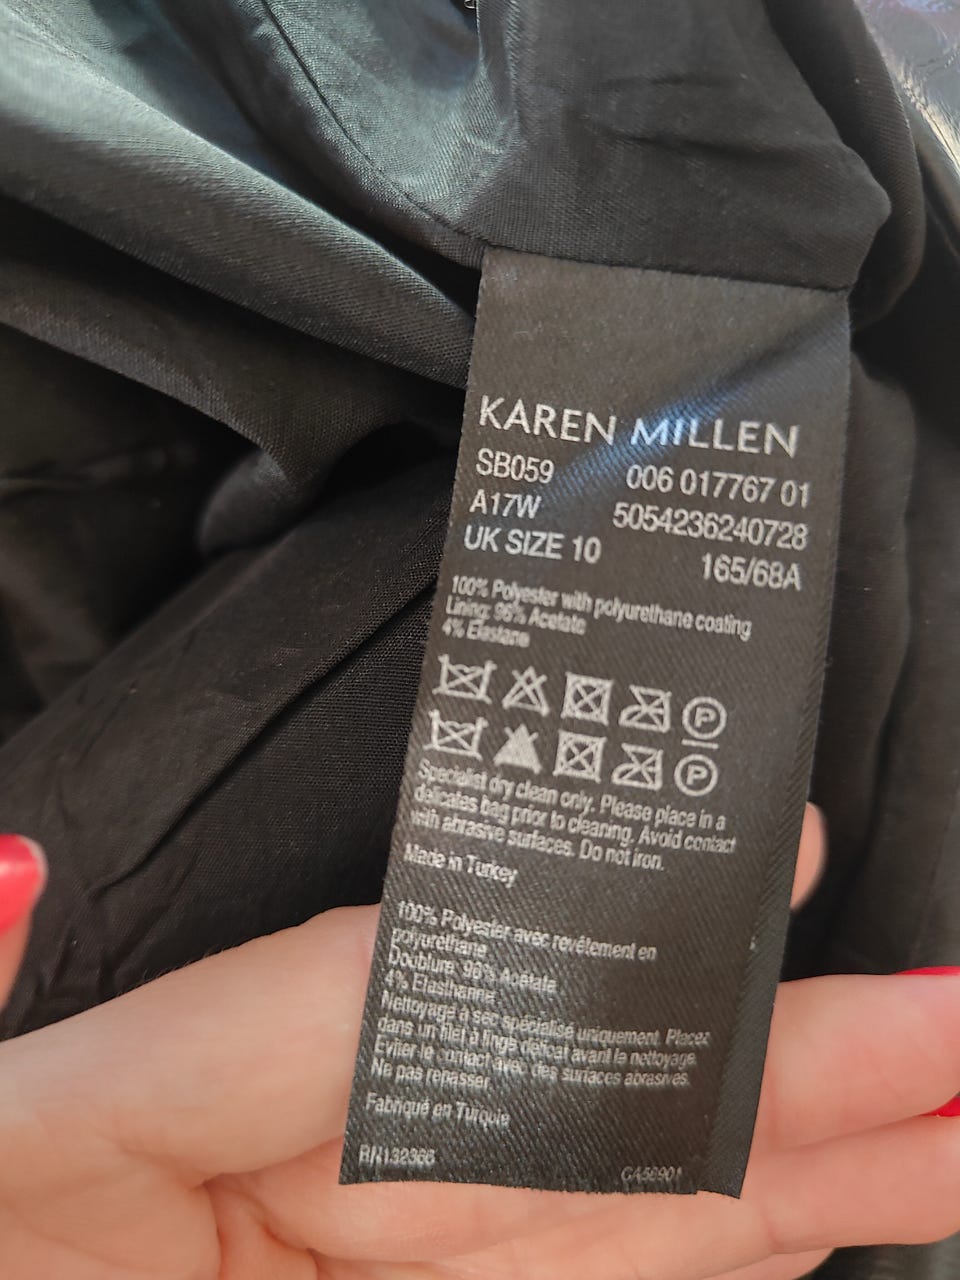 KAREN MILLEN
SB059 006 017767 01
A17W 5054236240728
UK SIZE 10 165/68A
100% Polyester with polyurethane coating
Lining: 96% Acetate
4% Elastane
P
P
Specialist dry clean only. Please place in a
delicates bag prior to cleaning. Avoid contact
with abrasive surfaces. Do not iron.
Made in Turkey
100% Polyester avec revêtement en
polyuréthane
Doublure: 96% Acétate
4% Elasthanne
Nettoyage à sec spécialisé uniquement. Placez
dans un filet à linge délicat avant le nettoyage.
Eviter le contact avec des surfaces abrasives.
Ne pas repasser.
Fabriqué en Turquie
RN132366 CA56901